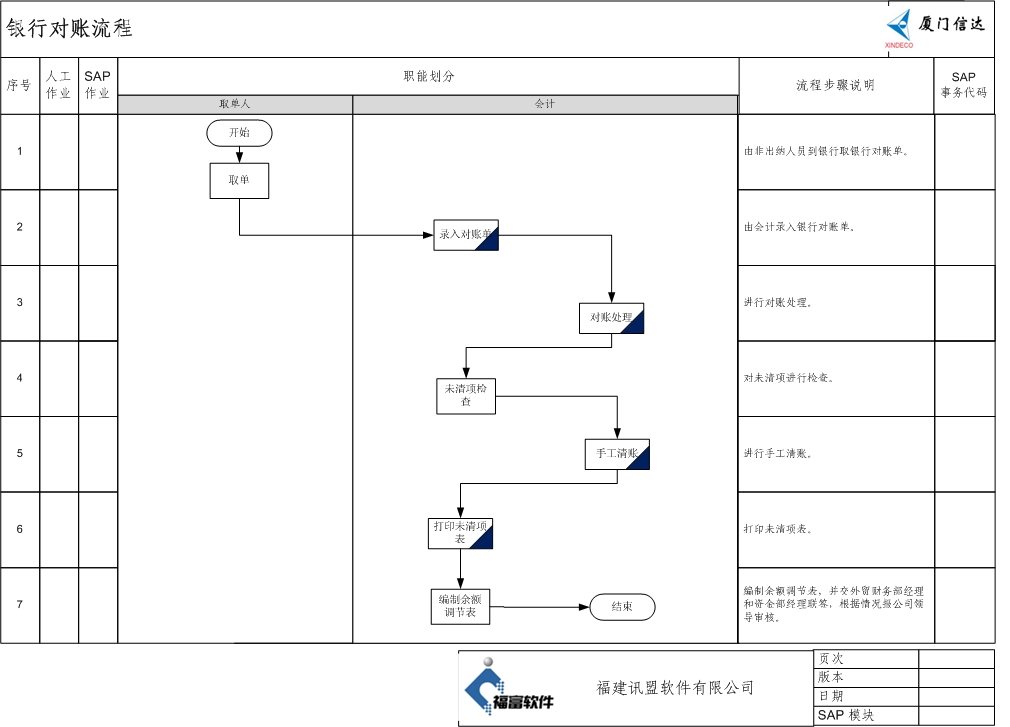 银行对账流程
厦门信达
XINDECO
序号
人工
作业
SAP
作业
职能划分
流程步骤说明
SAP
事务代码
取单人
会计
开始
1
由非出纳人员到银行取银行对账单。
取单
2
录入对账单
由会计录入银行对账单。
3
对账处理
进行对账处理。
4
未清项检
查
对未清项进行检查。
5
手工清账
进行手工清账。
6
打印未清项
表
打印未清项表。
7
编制余额
调节表
结束
编制余额调节表，并交外贸财务部经理
和资金部经理联签，根据情况报公司领
导审核。
福富软件
福建讯盟软件有限公司
页次
版本
日期
SAP 模块